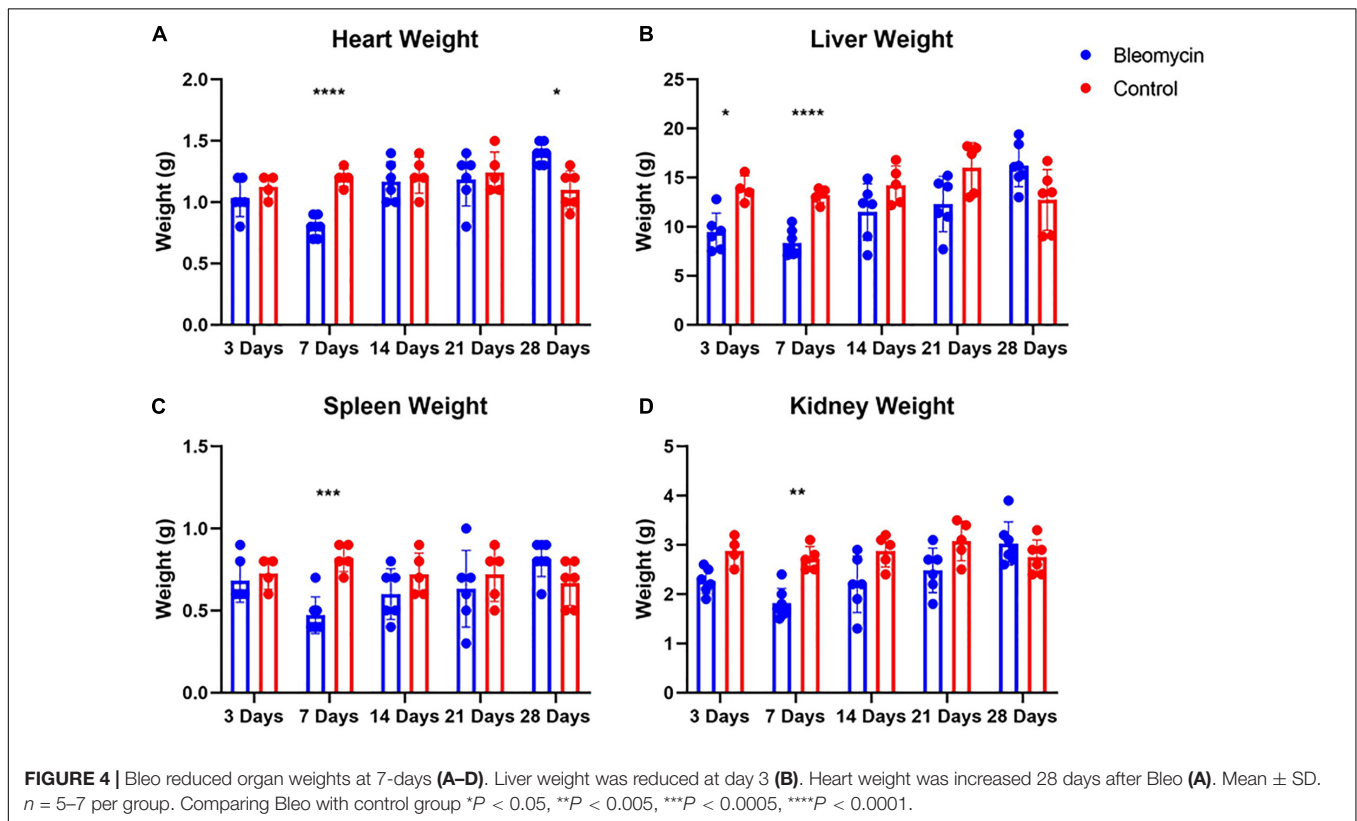 A
Heart Weight
B
Liver Weight
Bleomycin
Control
Weight (g)
2.0
1.5
1.0
0.5
0.0
****
*
3 Days 7 Days 14 Days 21 Days 28 Days
Weight (g)
25
20
15
10
5
0
*
****
3 Days 7 Days 14 Days 21 Days 28 Days
C
Spleen Weight
D
Kidney Weight
Weight (g)
1.5
1.0
0.5
0.0
***
3 Days 7 Days 14 Days 21 Days 28 Days
Weight (g)
5
4
3
2
1
0
**
3 Days 7 Days 14 Days 21 Days 28 Days
FIGURE 4 | Bleo reduced organ weights at 7-days (A–D). Liver weight was reduced at day 3 (B). Heart weight was increased 28 days after Bleo (A). Mean ± SD.
n = 5–7 per group. Comparing Bleo with control group *P < 0.05, **P < 0.005, ***P < 0.0005, ****P < 0.0001.